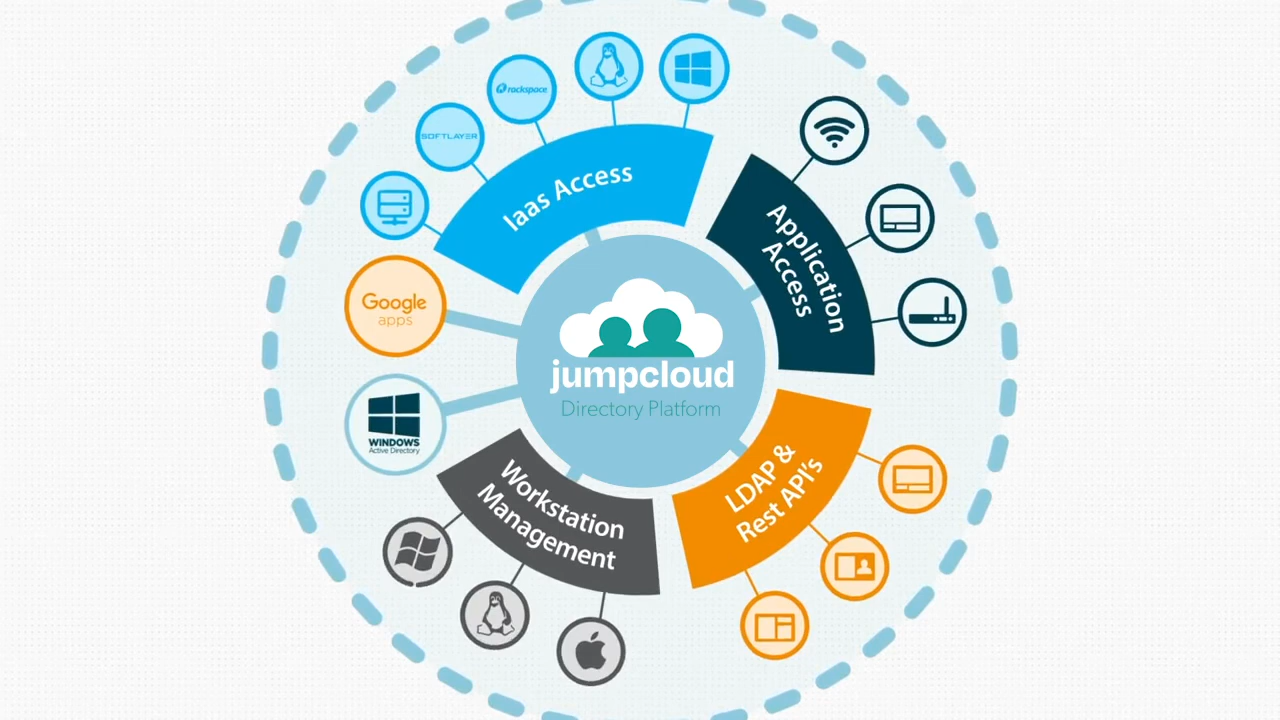 rackspace
SOFTLAYER
Iaas Access
Application
Access
Google
apps
jumpcloud
Directory Platform
WINDOWS
Active Directory
Workstation
Management
LDAP &
Rest API's